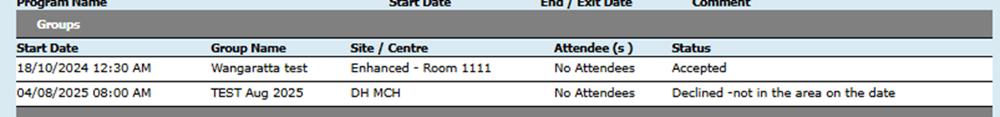 Program Name Start Date End / Exit Date Comment
Groups
Start Date Group Name Site / Centre Attendee (s ) Status
18/10/2024 12:30 AM Wangaratta test Enhanced - Room 1111 No Attendees Accepted
04/08/2025 08:00 AM TEST Aug 2025 DH MCH No Attendees Declined -not in the area on the date